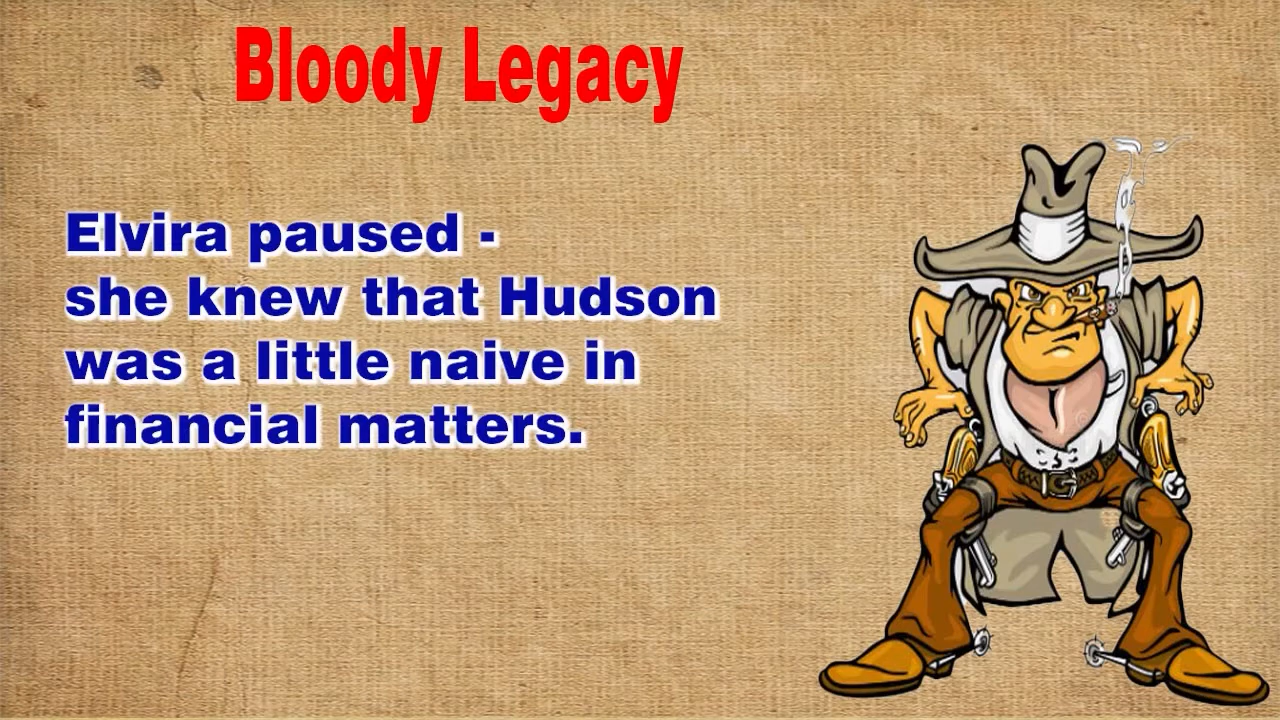 Bloody Legacy
Elvira paused -
she knew that Hudson
was a little naive in
financial matters.